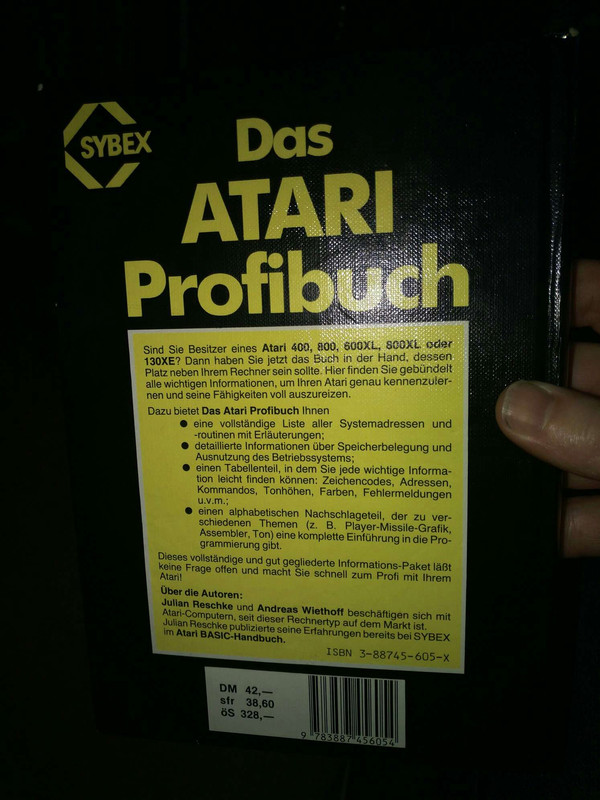 SYBEX
Das
ATARI
Profibuch
Sind Sie Besitzer eines Atari 400, 800, 600XL, 800XL oder
130XE? Dann haben Sie jetzt das Buch in der Hand, dessen
Platz neben Ihrem Rechner sein sollte. Hier finden Sie gebündelt
alle wichtigen Informationen, um Ihren Atari genau kennenzuler-
nen und seine Fähigkeiten voll auszureizen.
Dazu bietet Das Atari Profibuch Ihnen
● eine vollständige Liste aller Systemadressen und
-routinen mit Erläuterungen;
● detaillierte Informationen über Speicherbelegung und
Ausnutzung des Betriebssystems;
● einen Tabellenteil, in dem Sie jede wichtige Informa-
tion leicht finden können: Zeichencodes, Adressen,
Kommandos, Tonhöhen, Farben, Fehlermeldungen
u.v.m.;
● einen alphabetischen Nachschlageteil, der zu ver-
schiedenen Themen (z. B. Player-Missile-Grafik,
Assembler, Ton) eine komplette Einführung in die Pro-
grammierung gibt.
Dieses vollständige und gut gegliederte Informations-Paket läßt
keine Frage offen und macht Sie schnell zum Profi mit Ihrem
Atari!
Über die Autoren:
Julian Reschke und Andreas Wiethoff beschäftigen sich mit
Atari-Computern, seit dieser Rechnertyp auf dem Markt ist.
Julian Reschke publizierte seine Erfahrungen bereits bei SYBEX
im Atari BASIC-Handbuch.
ISBN 3-88745-605-X
DM 42,—
sfr 38,60
öS 328,—
9 783887 456054